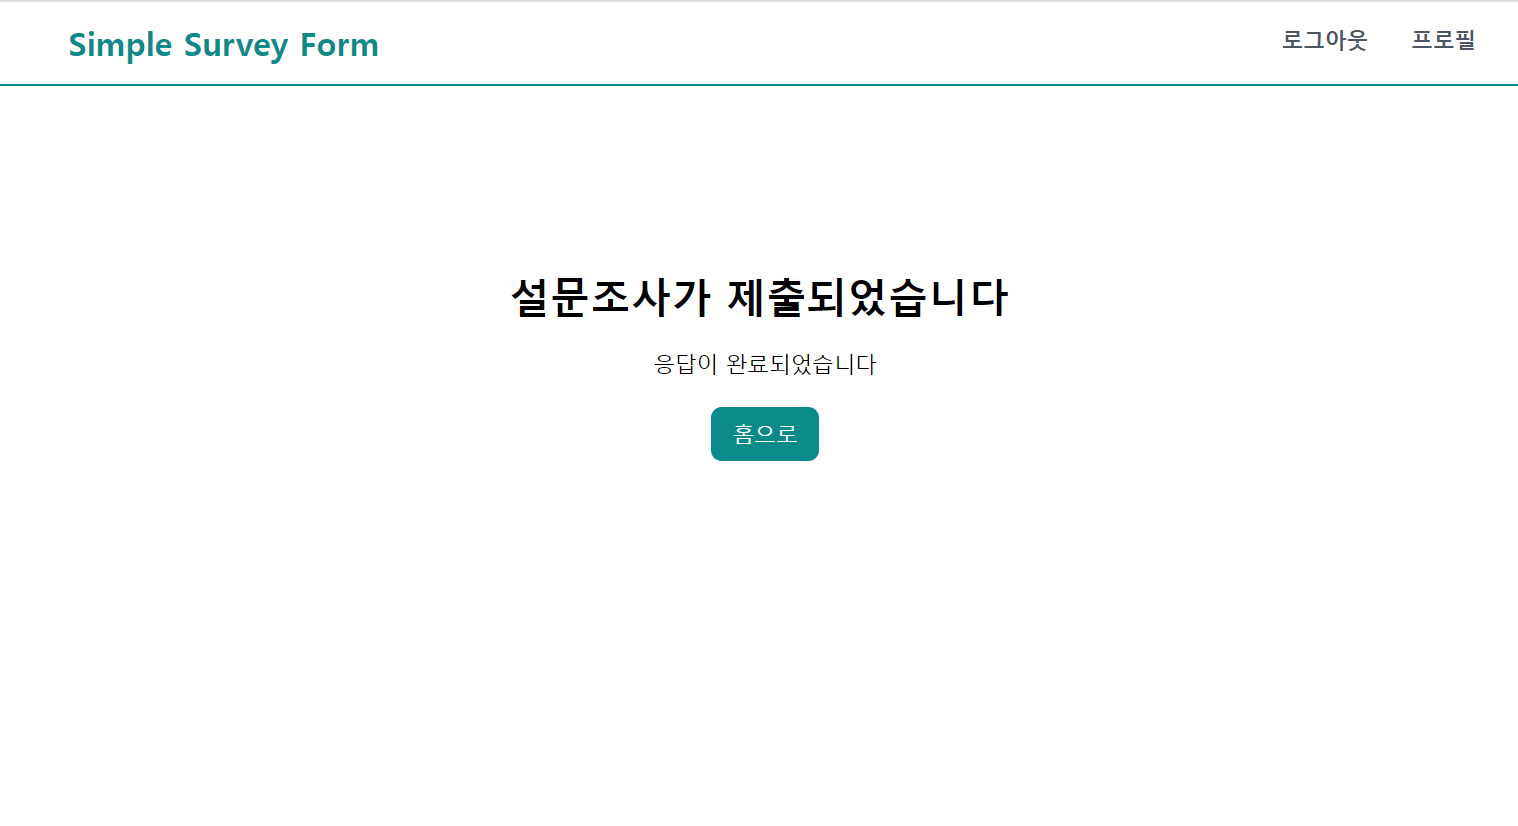 Simple Survey Form
로그아웃 프로필
설문조사가 제출되었습니다
응답이 완료되었습니다
홈으로